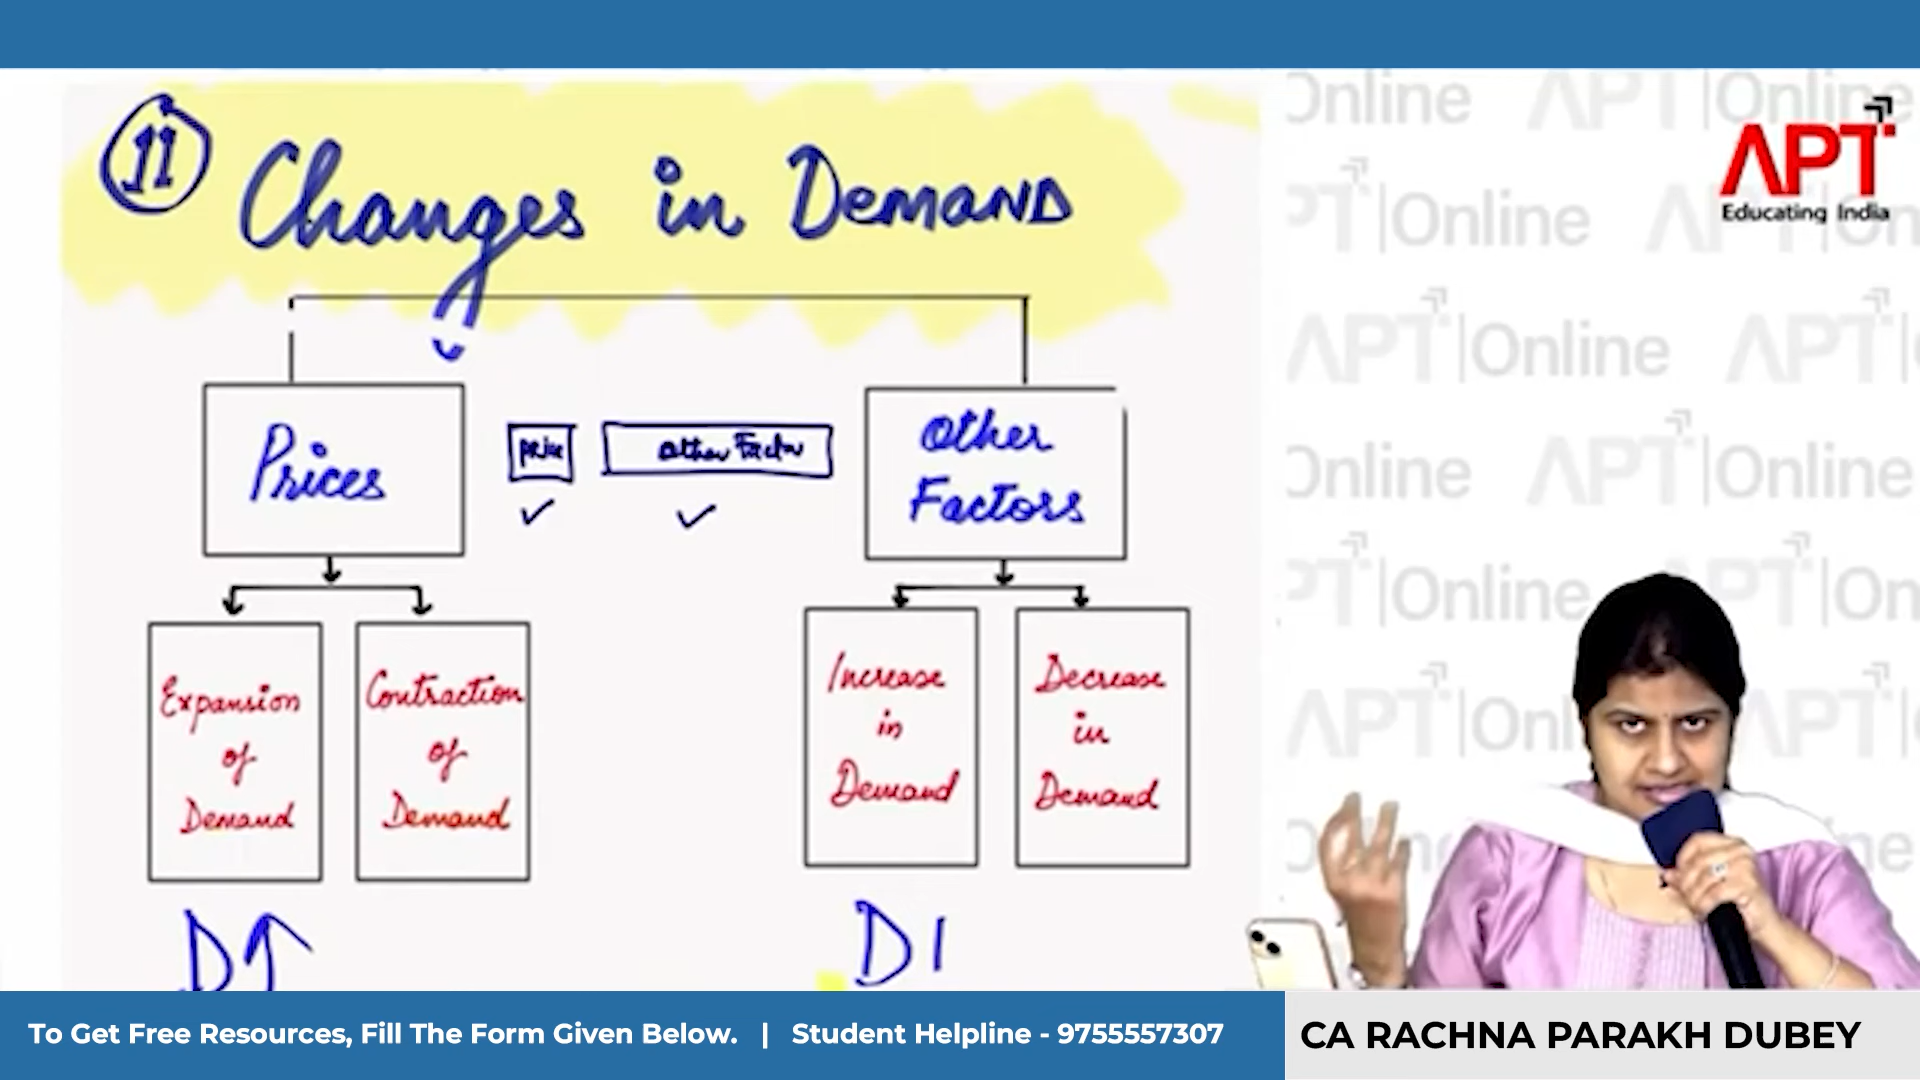 11 Changes in Demand
Prices
price
Other Factor
Other
Factors
Expansion
of
Demand
Contraction
of
Demand
Increase
in
Demand
Decrease
in
Demand
D↑
D
APT
Educating India
APT|Online
To Get Free Resources, Fill The Form Given Below. | Student Helpline - 9755557307
CA RACHNA PARAKH DUBEY